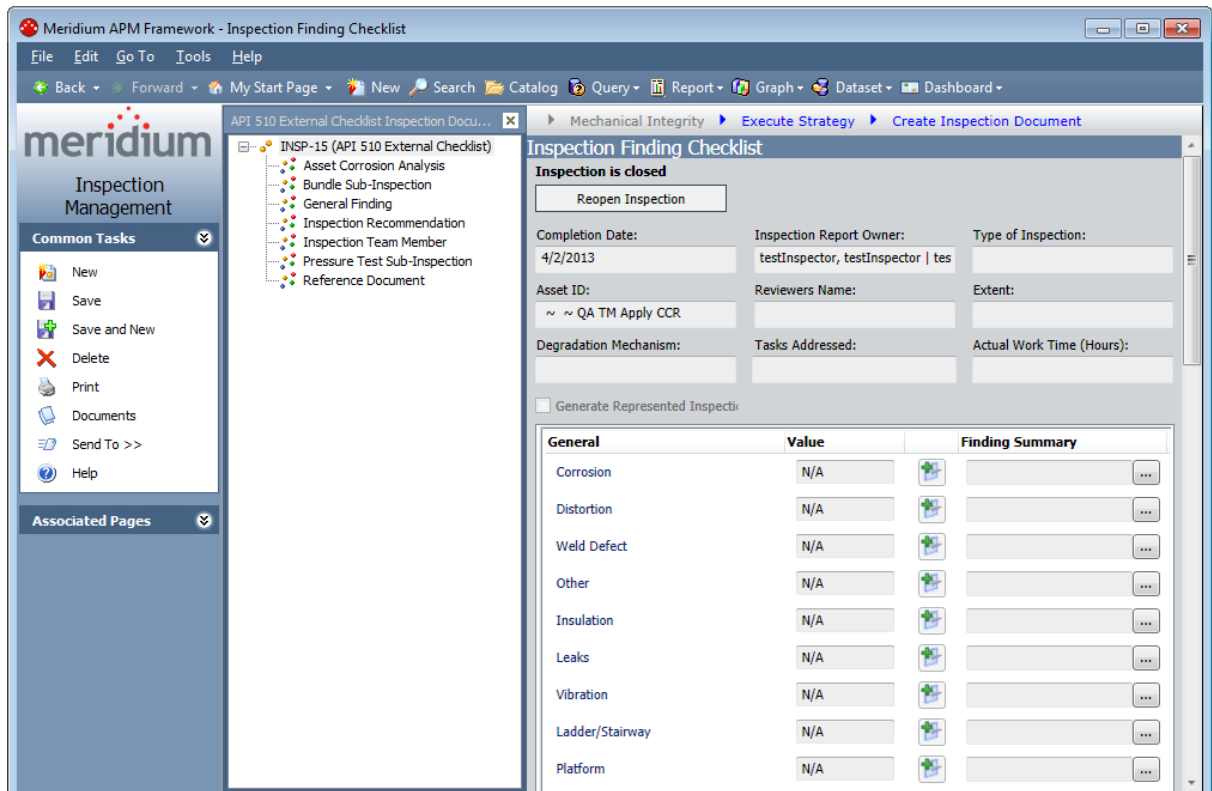 Meridium APM Framework - Inspection Finding Checklist
File Edit Go To Tools Help
Back Forward My Start Page New Search Catalog Query Report Graph Dataset Dashboard
meridium
Inspection
Management
Common Tasks
New
Save
Save and New
Delete
Print
Documents
Send To >>
Help
Associated Pages
API 510 External Checklist Inspection Docu...
INSP-15 (API 510 External Checklist)
Asset Corrosion Analysis
Bundle Sub-Inspection
General Finding
Inspection Recommendation
Inspection Team Member
Pressure Test Sub-Inspection
Reference Document
Mechanical Integrity Execute Strategy Create Inspection Document
Inspection Finding Checklist
Inspection is closed
Reopen Inspection
Completion Date: Inspection Report Owner: Type of Inspection:
4/2/2013 testInspector, testInspector | tes
Asset ID: Reviewers Name: Extent:
~ ~ QA TM Apply CCR
Degradation Mechanism: Tasks Addressed: Actual Work Time (Hours):
Generate Represented Inspecti
General Value Finding Summary
Corrosion N/A ...
Distortion N/A ...
Weld Defect N/A ...
Other N/A ...
Insulation N/A ...
Leaks N/A ...
Vibration N/A ...
Ladder/Stairway N/A ...
Platform N/A ...